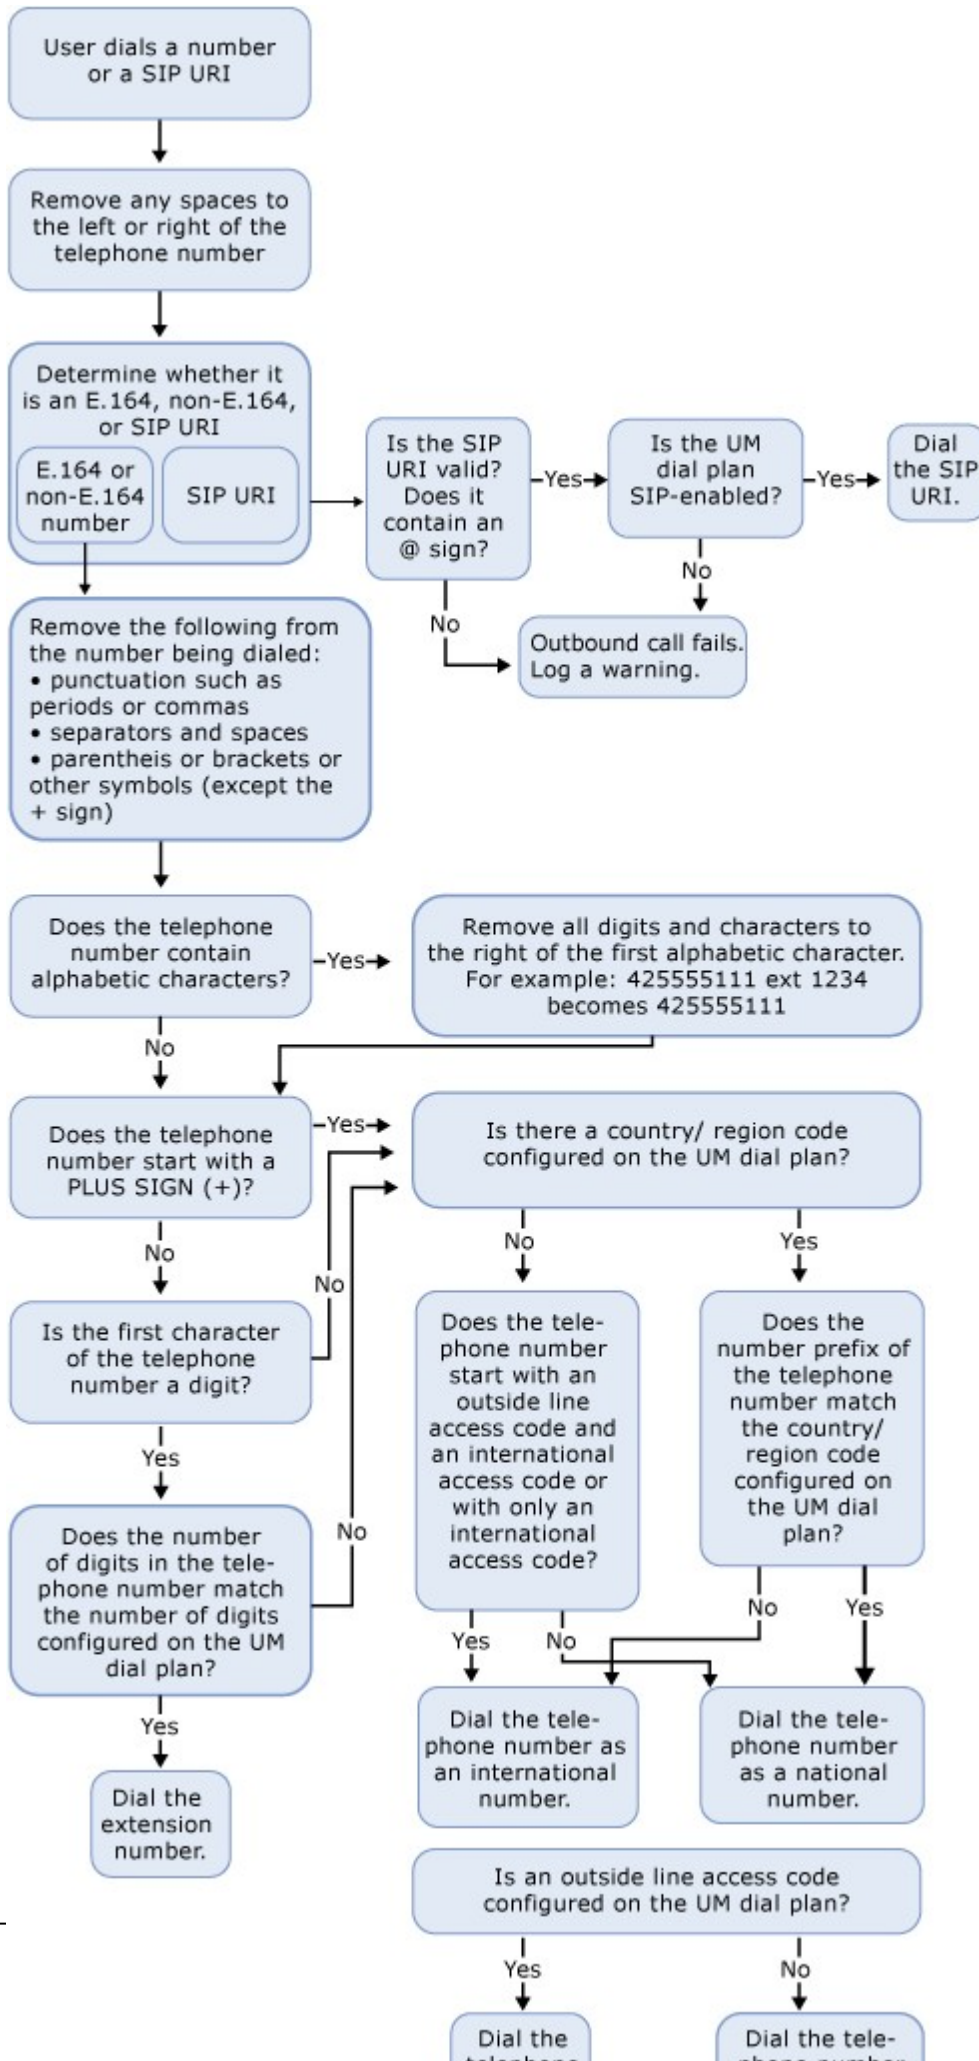 User dials a number
or a SIP URI
Remove any spaces to
the left or right of the
telephone number
Determine whether it
is an E.164, non-E.164,
or SIP URI
E.164 or
non-E.164
number
SIP URI
Is the SIP
URI valid?
Does it
contain an
@ sign?
Yes
Is the UM
dial plan
SIP-enabled?
Yes
Dial
the SIP
URI.
No
No
Outbound call fails.
Log a warning.
Remove the following from
the number being dialed:
• punctuation such as
periods or commas
• separators and spaces
• parentheis or brackets or
other symbols (except the
+ sign)
Does the telephone
number contain
alphabetic characters?
Yes
Remove all digits and characters to
the right of the first alphabetic character.
For example: 425555111 ext 1234
becomes 425555111
No
Does the telephone
number start with a
PLUS SIGN (+)?
Yes
Is there a country/ region code
configured on the UM dial plan?
No
No
No
Yes
Is the first character
of the telephone
number a digit?
Yes
Does the number
of digits in the tele-
phone number match
the number of digits
configured on the UM
dial plan?
No
Yes
Dial the
extension
number.
Does the tele-
phone number
start with an
outside line
access code and
an international
access code or
with only an
international
access code?
Does the
number prefix of
the telephone
number match
the country/
region code
configured on
the UM dial
plan?
Yes
No
No
Yes
Dial the tele-
phone number as
an international
number.
Dial the tele-
phone number
as a national
number.
Is an outside line access code
configured on the UM dial plan?
Yes
No
Dial the
telephone
Dial the tele-
phone number